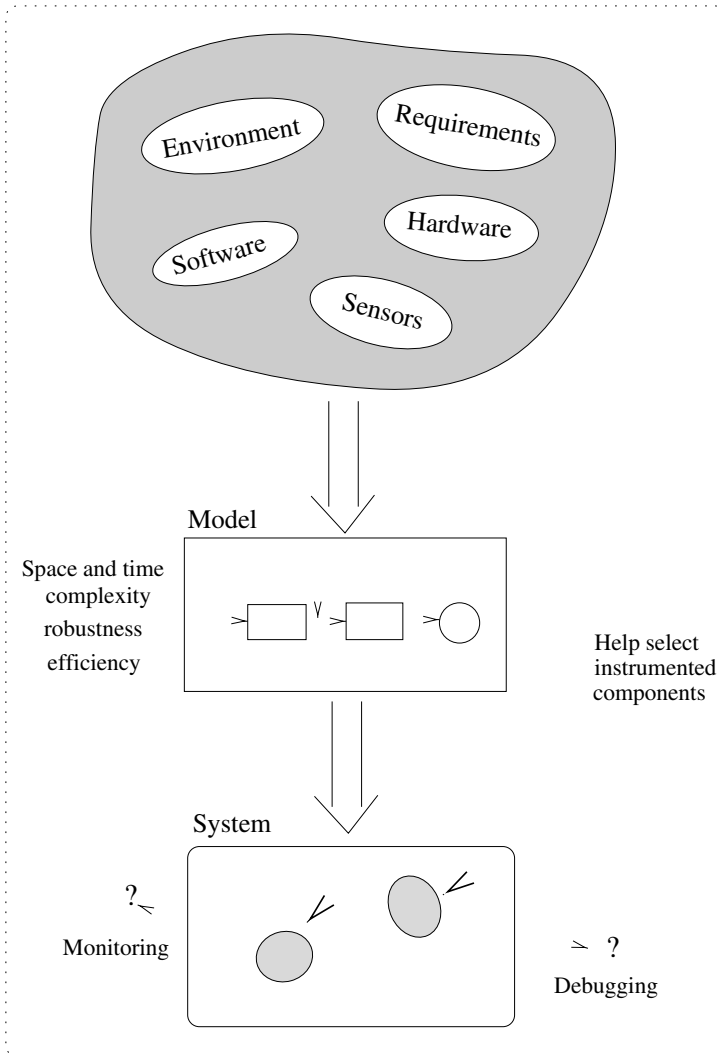 Environment
Requirements
Software
Hardware
Sensors
Model
Space and time
complexity
robustness
efficiency
Help select
instrumented
components
System
?
Monitoring
?
Debugging